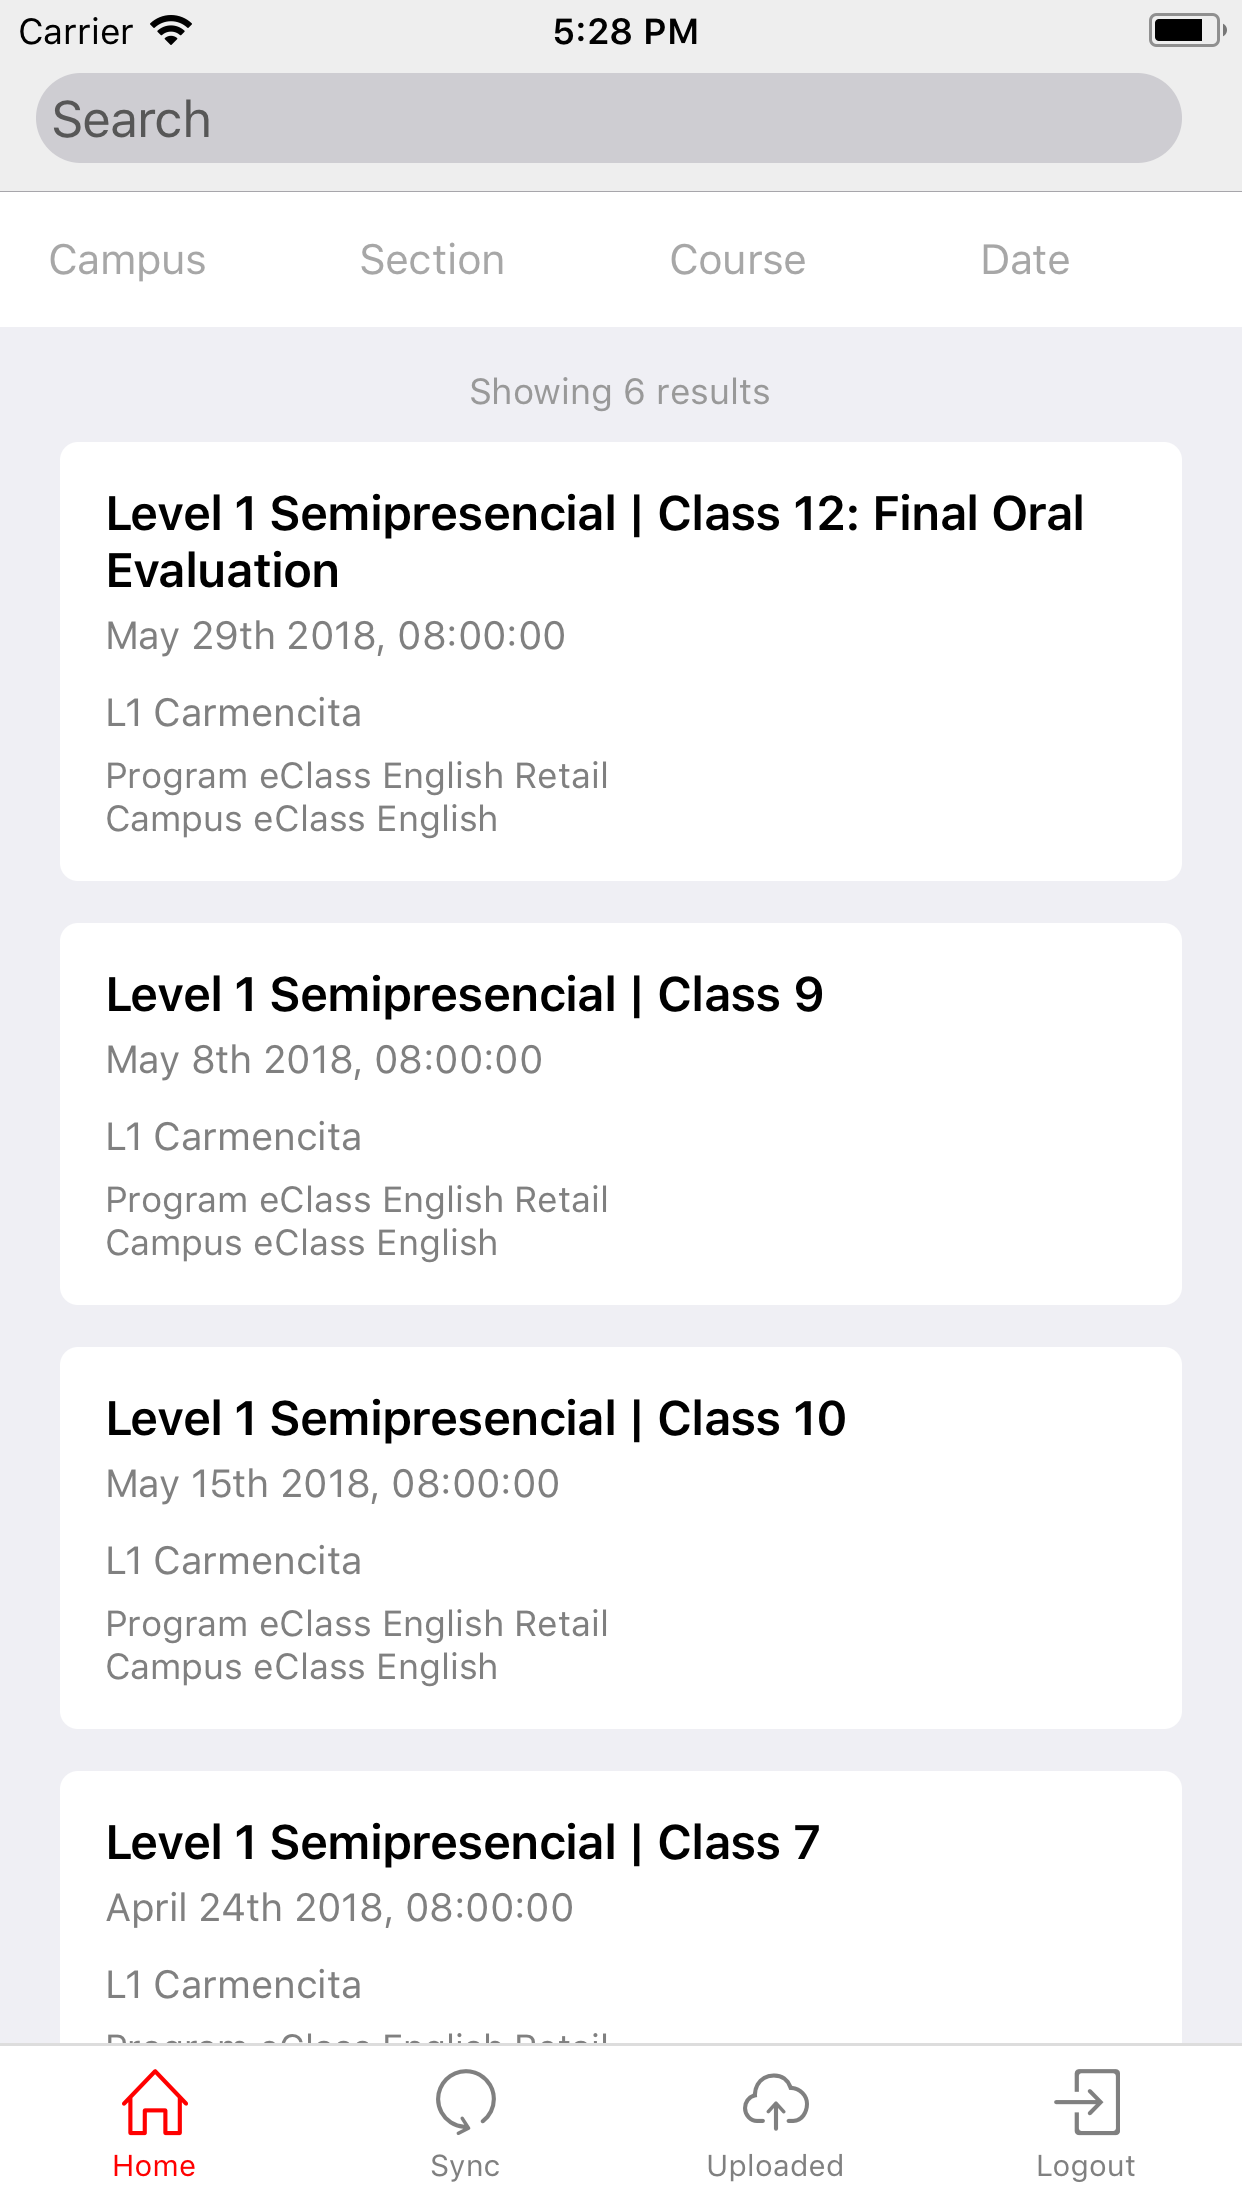 Carrier 5:28 PM
Search
Campus Section Course Date
Showing 6 results
Level 1 Semipresencial | Class 12: Final Oral
Evaluation
May 29th 2018, 08:00:00
L1 Carmencita
Program eClass English Retail
Campus eClass English
Level 1 Semipresencial | Class 9
May 8th 2018, 08:00:00
L1 Carmencita
Program eClass English Retail
Campus eClass English
Level 1 Semipresencial | Class 10
May 15th 2018, 08:00:00
L1 Carmencita
Program eClass English Retail
Campus eClass English
Level 1 Semipresencial | Class 7
April 24th 2018, 08:00:00
L1 Carmencita
Program eClass English Retail
Home Sync Uploaded Logout